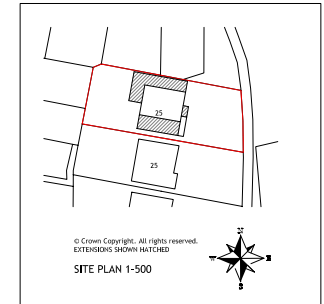 25
25
© Crown Copyright. All rights reserved.
EXTENSIONS SHOWN HATCHED
SITE PLAN 1-500
N
W
E
S